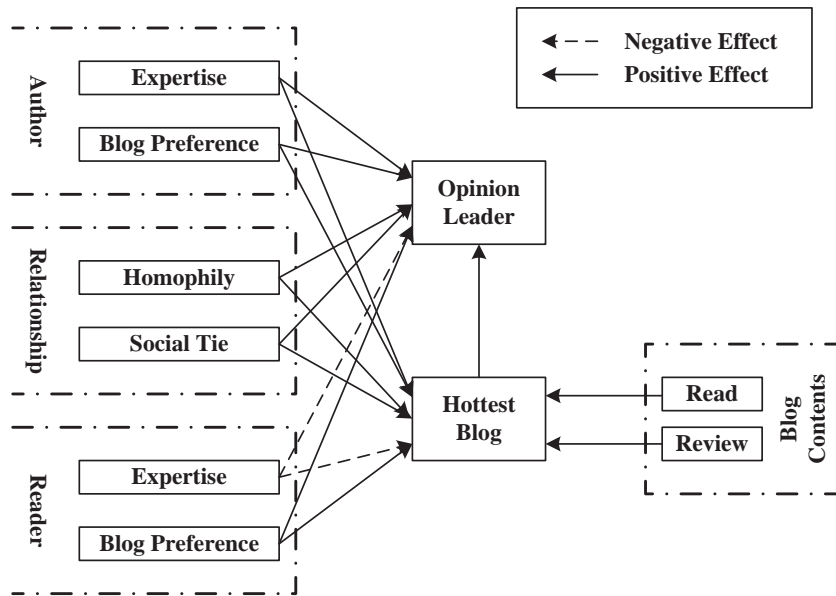 Negative Effect
Positive Effect
Author
Expertise
Blog Preference
Opinion
Leader
Relationship
Homophily
Social Tie
Hottest
Blog
Read
Review
Blog
Contents
Reader
Expertise
Blog Preference